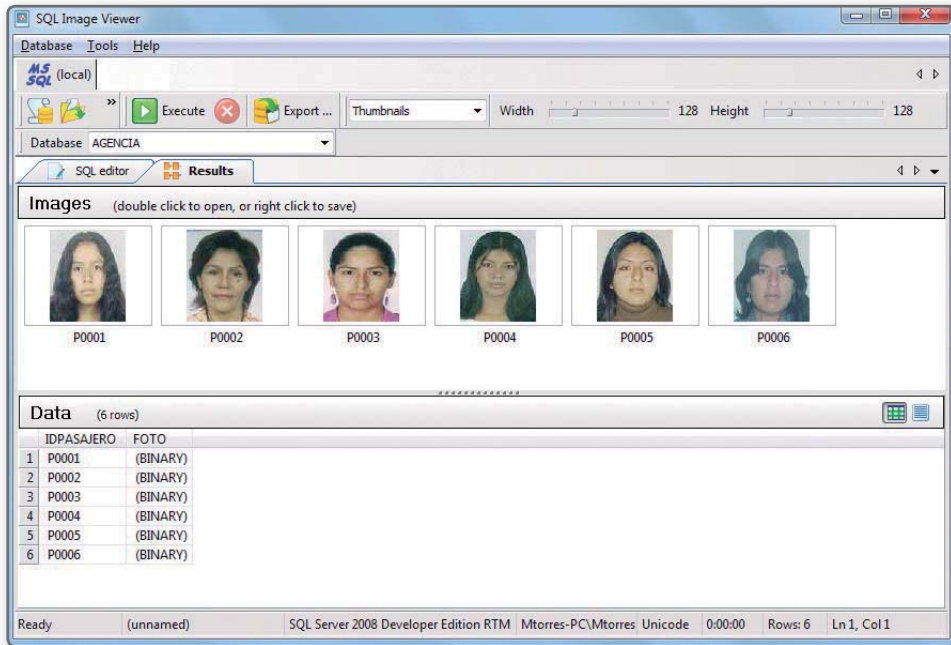 SQL Image Viewer
Database Tools Help
MS SQL (local)
» Execute Export ... Thumbnails Width 128 Height 128
Database AGENCIA
SQL editor Results
Images (double click to open, or right click to save)
P0001 P0002 P0003 P0004 P0005 P0006
Data (6 rows)
IDPASAJERO FOTO
1 P0001 (BINARY)
2 P0002 (BINARY)
3 P0003 (BINARY)
4 P0004 (BINARY)
5 P0005 (BINARY)
6 P0006 (BINARY)
Ready (unnamed) SQL Server 2008 Developer Edition RTM Mtorres-PC\Mtorres Unicode 0:00:00 Rows: 6 Ln 1, Col 1